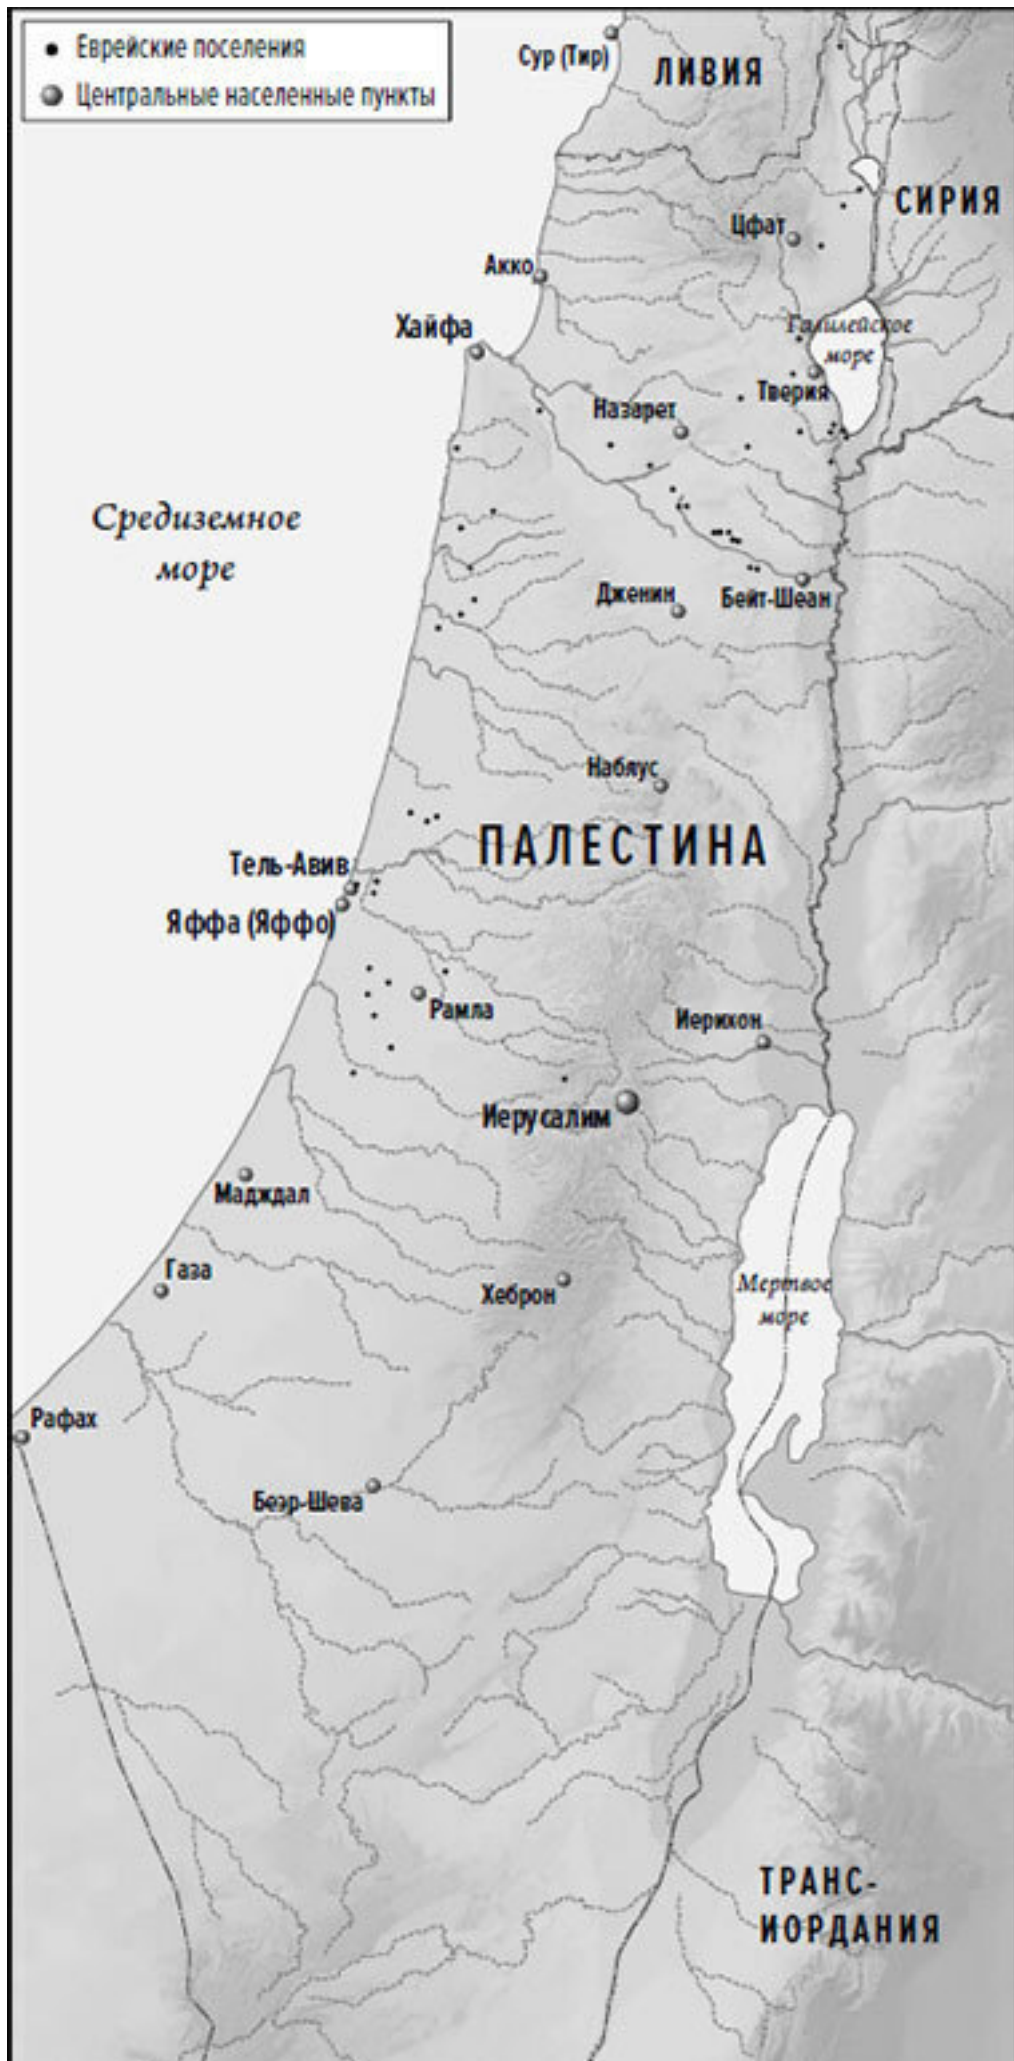 Еврейские поселения
Центральные населенные пункты
Сур (Тир)
ЛИВИЯ
СИРИЯ
Цфат
Акко
Хайфа
Галилейское
море
Тверия
Назарет
Средиземное
море
Дженин
Бейт-Шеан
Наблус
ПАЛЕСТИНА
Тель-Авив
Яффа (Яффо)
Рамла
Иерихон
Иерусалим
Мадждал
Газа
Хеброн
Мертвое
море
Рафах
Беэр-Шева
ТРАНС-
ИОРДАНИЯ